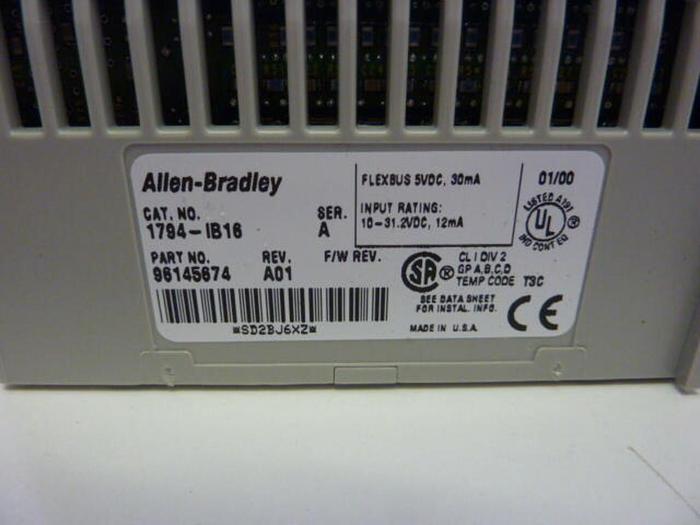 Allen-Bradley
CAT. NO. SER.
1794-IB16 A
PART NO. REV. F/W REV.
96145674 A01
*SD2BJ6XZ*
FLEXBUS 5VDC, 30mA
INPUT RATING:
10-31.2VDC, 12mA
01/00
LISTED A197
UL
IND CONT EQ
SA
CL I DIV 2
GP A,B,C,D
TEMP CODE T3C
SEE DATA SHEET
FOR INSTAL. INFO.
MADE IN U.S.A.
CE